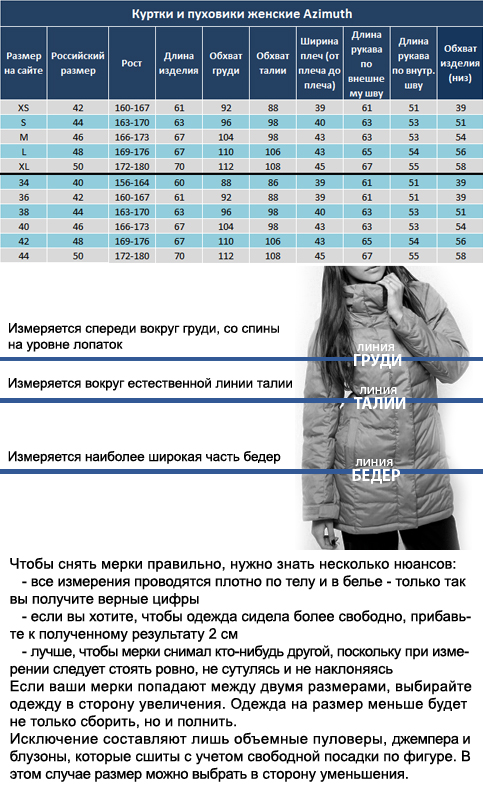 Куртки и пуховики женские Azimuth
Размер на сайте | Российский размер | Рост | Длина изделия | Обхват груди | Обхват талии | Ширина плеч (от плеча до плеча) | Длина рукава по внешнему шву | Длина рукава по внутр. шву | Обхват изделия (низ)
XS 42 160-167 61 92 88 39 61 51 39
S 44 163-170 63 96 98 40 63 53 51
M 46 166-173 67 104 98 43 63 53 54
L 48 169-176 67 110 106 43 65 54 56
XL 50 172-180 70 112 108 45 67 55 58
34 40 156-164 60 88 86 39 61 51 39
36 42 160-167 61 92 88 39 61 51 39
38 44 163-170 63 96 98 40 63 53 51
40 46 166-173 67 104 98 43 63 53 54
42 48 169-176 67 110 106 43 65 54 56
44 50 172-180 70 112 108 45 67 55 58
Измеряется спереди вокруг груди, со спины
на уровне лопаток
ЛИНИЯ
ГРУДИ
Измеряется вокруг естественной линии талии
ЛИНИЯ
ТАЛИИ
Измеряется наиболее широкая часть бедер
ЛИНИЯ
БЕДЕР
Чтобы снять мерки правильно, нужно знать несколько нюансов:
- все измерения проводятся плотно по телу и в белье - только так
вы получите верные цифры
- если вы хотите, чтобы одежда сидела более свободно, прибавь-
те к полученному результату 2 см
- лучше, чтобы мерки снимал кто-нибудь другой, поскольку при изме-
рении следует стоять ровно, не сутулясь и не наклоняясь
Если ваши мерки попадают между двумя размерами, выбирайте
одежду в сторону увеличения. Одежда на размер меньше будет
не только сборить, но и полнить.
Исключение составляют лишь объемные пуловеры, джемпера и
блузоны, которые сшиты с учетом свободной посадки по фигуре. В
этом случае размер можно выбрать в сторону уменьшения.